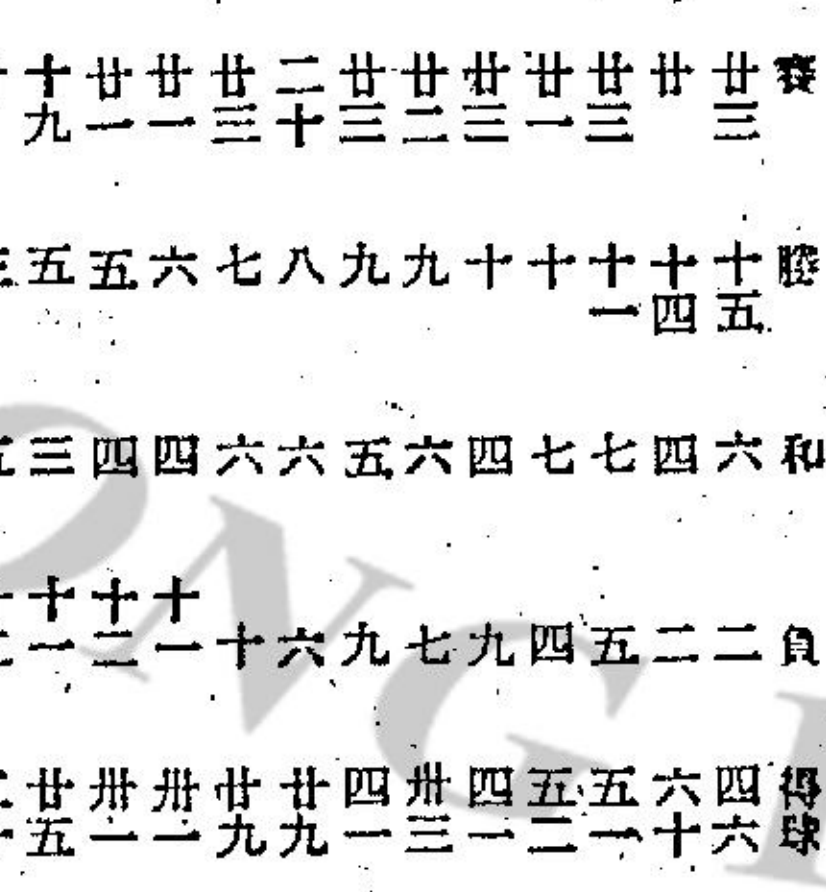 賽 勝 和 負 得球
廿三 十五 六 二 四六
廿 十四 四 二 六十
廿三 十一 七 五 五一
廿一 十 七 四 五二
廿三 十 四 九 四一
廿二 九 六 七 卅三
廿三 九 五 九 四一
二十 八 六 六 廿九
廿三 七 六 十 廿九
廿一 六 四 十一 卅一
廿一 五 四 十二 卅一
十九 五 三 十一 廿五
ONG